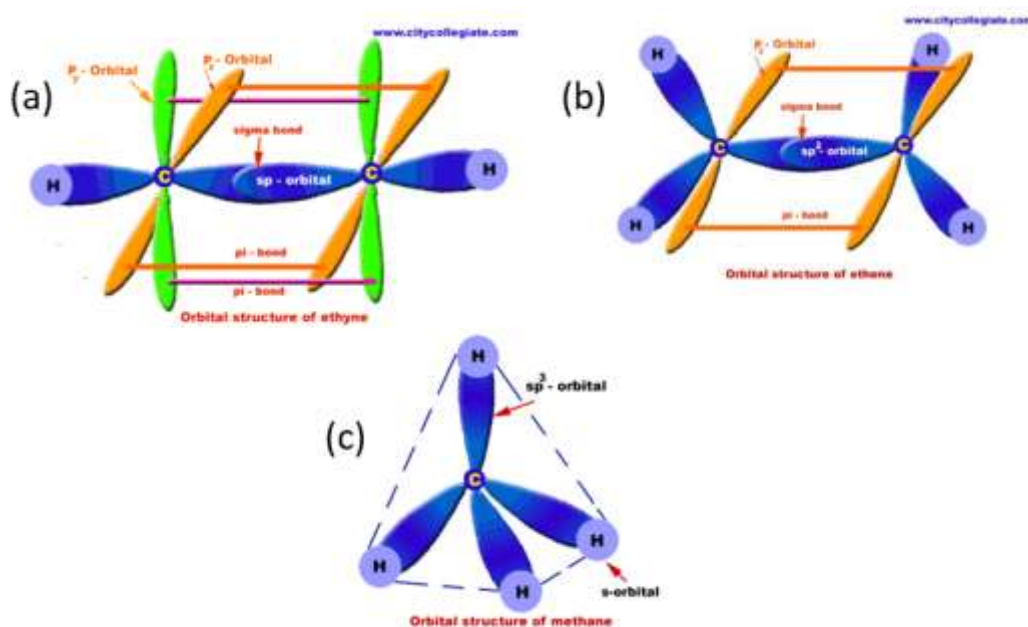 (a)
www.citycollegiate.com
Py - Orbital
Pz - Orbital
sigma bond
H
C
sp - orbital
C
H
pi - bond
pi - bond
Orbital structure of ethyne
(b)
www.citycollegiate.com
H
H
- Orbital
sigma bond
C
sp2 - orbital
C
H
H
pi - bond
Orbital structure of ethene
(c)
H
sp3 - orbital
C
H
H
H
s-orbital
Orbital structure of methane